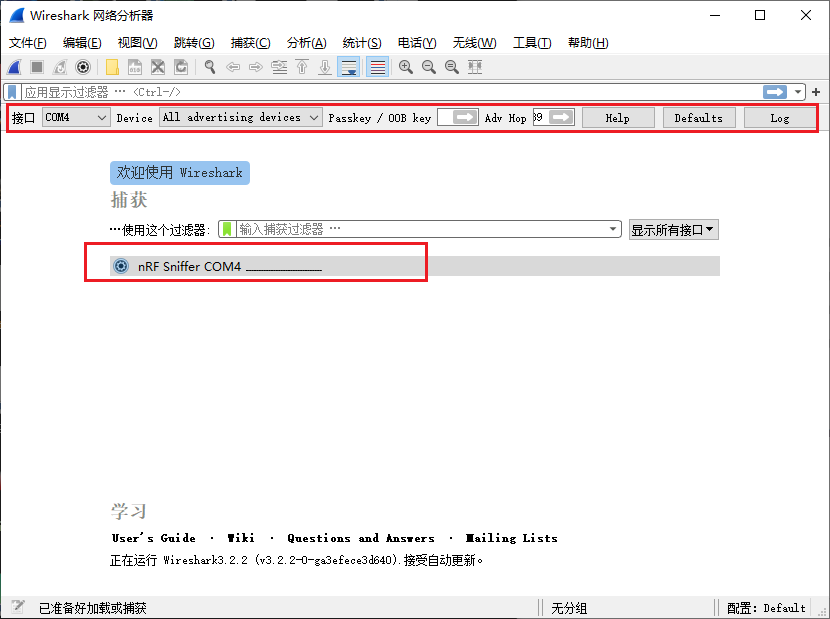 Wireshark 网络分析器
文件(F) 编辑(E) 视图(V) 跳转(G) 捕获(C) 分析(A) 统计(S) 电话(Y) 无线(W) 工具(T) 帮助(H)
应用显示过滤器 … <Ctrl-/>
接口 COM4 Device All advertising devices Passkey / OOB key Adv Hop 39 Help Defaults Log
欢迎使用 Wireshark
捕获
…使用这个过滤器: 输入捕获过滤器 … 显示所有接口
nRF Sniffer COM4
学习
User's Guide · Wiki · Questions and Answers · Mailing Lists
正在运行 Wireshark3.2.2 (v3.2.2-0-ga3efece3d640).接受自动更新。
已准备好加载或捕获 无分组 配置: Default